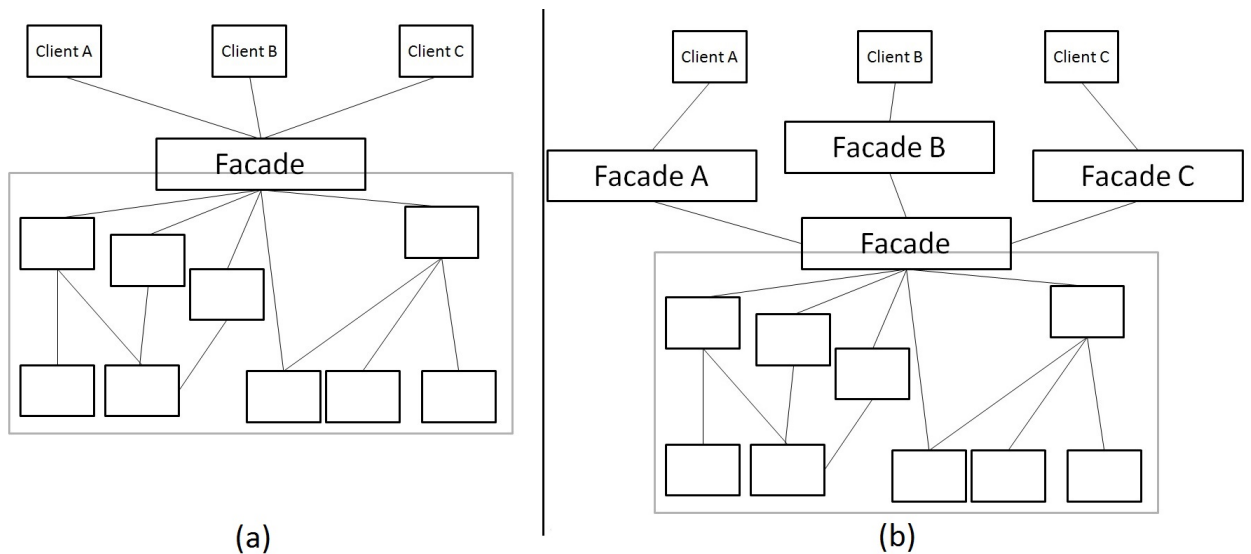 Client A
Client B
Client C
Facade
(a)
Client A
Client B
Client C
Facade A
Facade B
Facade C
Facade
(b)